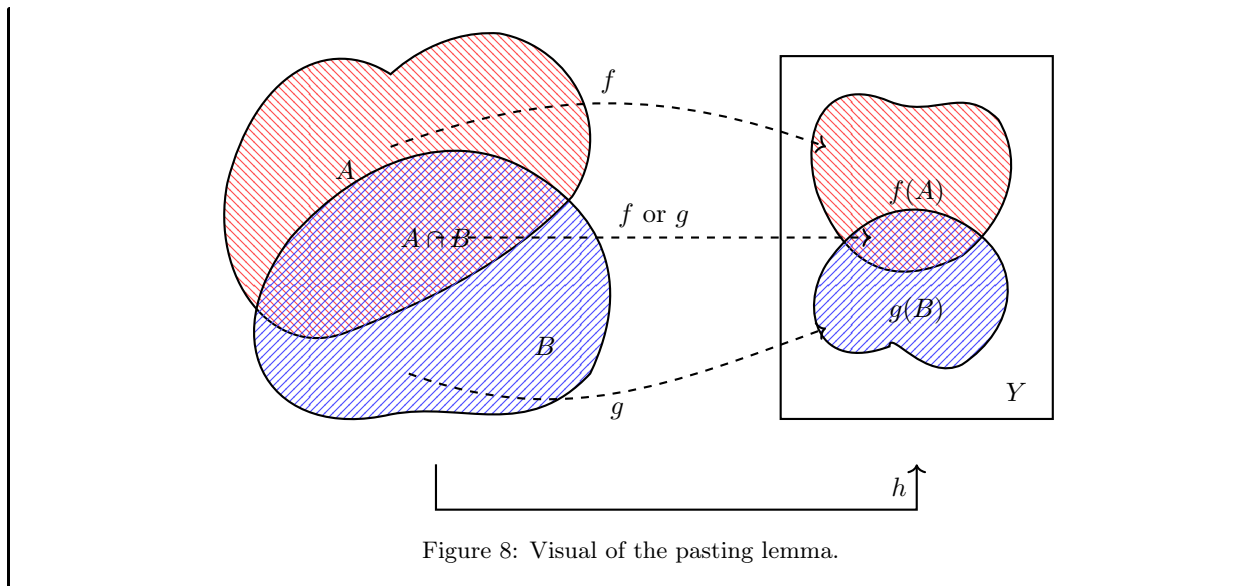 f
A
f(A)
f or g
A ∩ B
g(B)
B
Y
g
h
Figure 8: Visual of the pasting lemma.